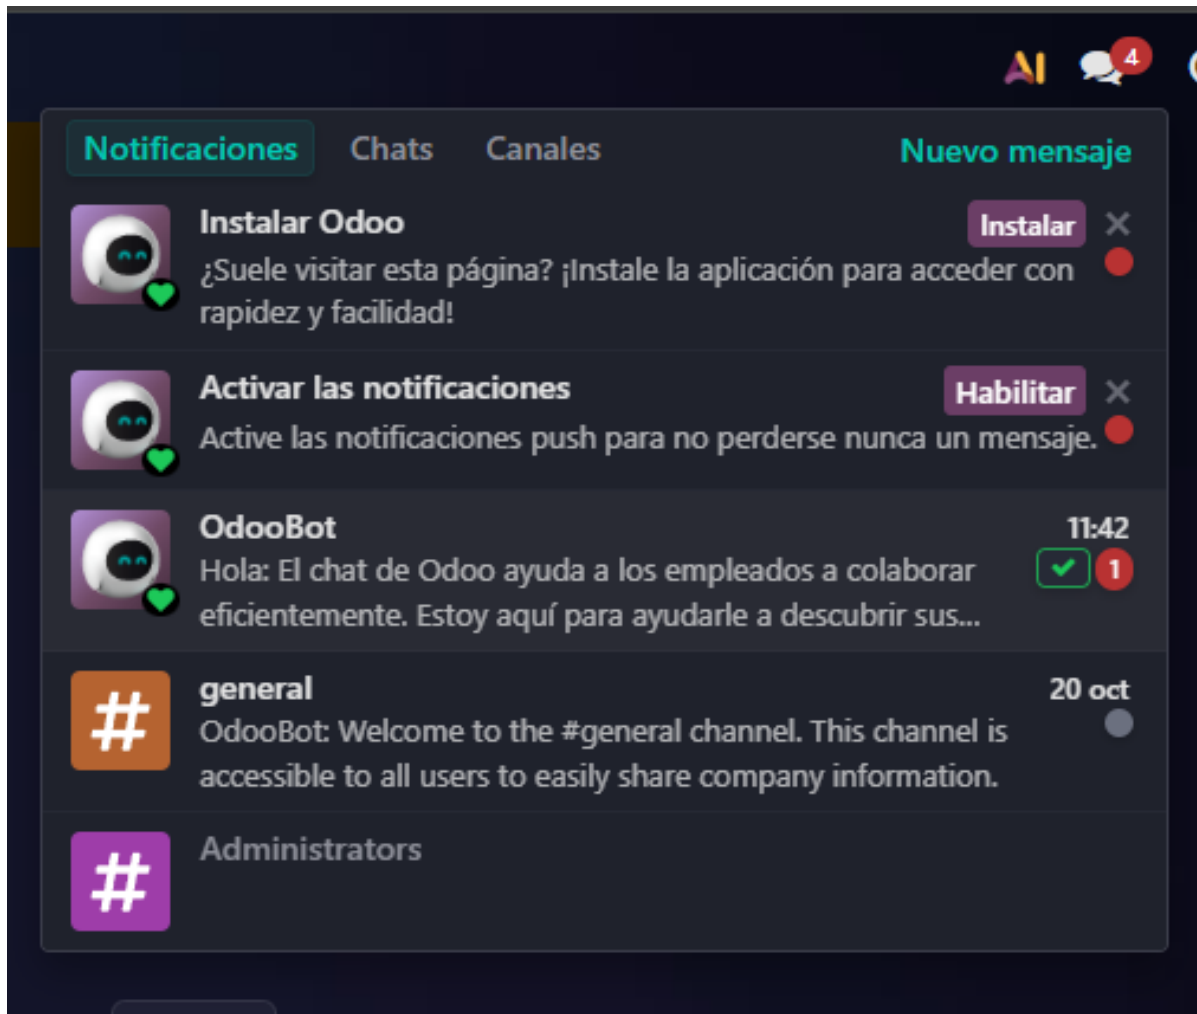 AI 4
Notificaciones Chats Canales Nuevo mensaje
Instalar Odoo Instalar
¿Suele visitar esta página? ¡Instale la aplicación para acceder con
rapidez y facilidad!
Activar las notificaciones Habilitar
Active las notificaciones push para no perderse nunca un mensaje.
OdooBot 11:42
Hola: El chat de Odoo ayuda a los empleados a colaborar 1
eficientemente. Estoy aquí para ayudarle a descubrir sus...
general 20 oct
OdooBot: Welcome to the #general channel. This channel is
accessible to all users to easily share company information.
Administrators